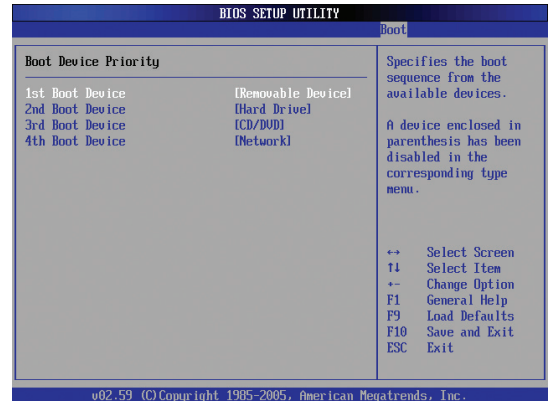 BIOS SETUP UTILITY
Boot
Boot Device Priority
1st Boot Device [Removable Device]
2nd Boot Device [Hard Drive]
3rd Boot Device [CD/DVD]
4th Boot Device [Network]
Specifies the boot
sequence from the
available devices.
A device enclosed in
parenthesis has been
disabled in the
corresponding type
menu.
↔ Select Screen
↑↓ Select Item
+- Change Option
F1 General Help
F9 Load Defaults
F10 Save and Exit
ESC Exit
v02.59 (C)Copyright 1985-2005, American Megatrends, Inc.